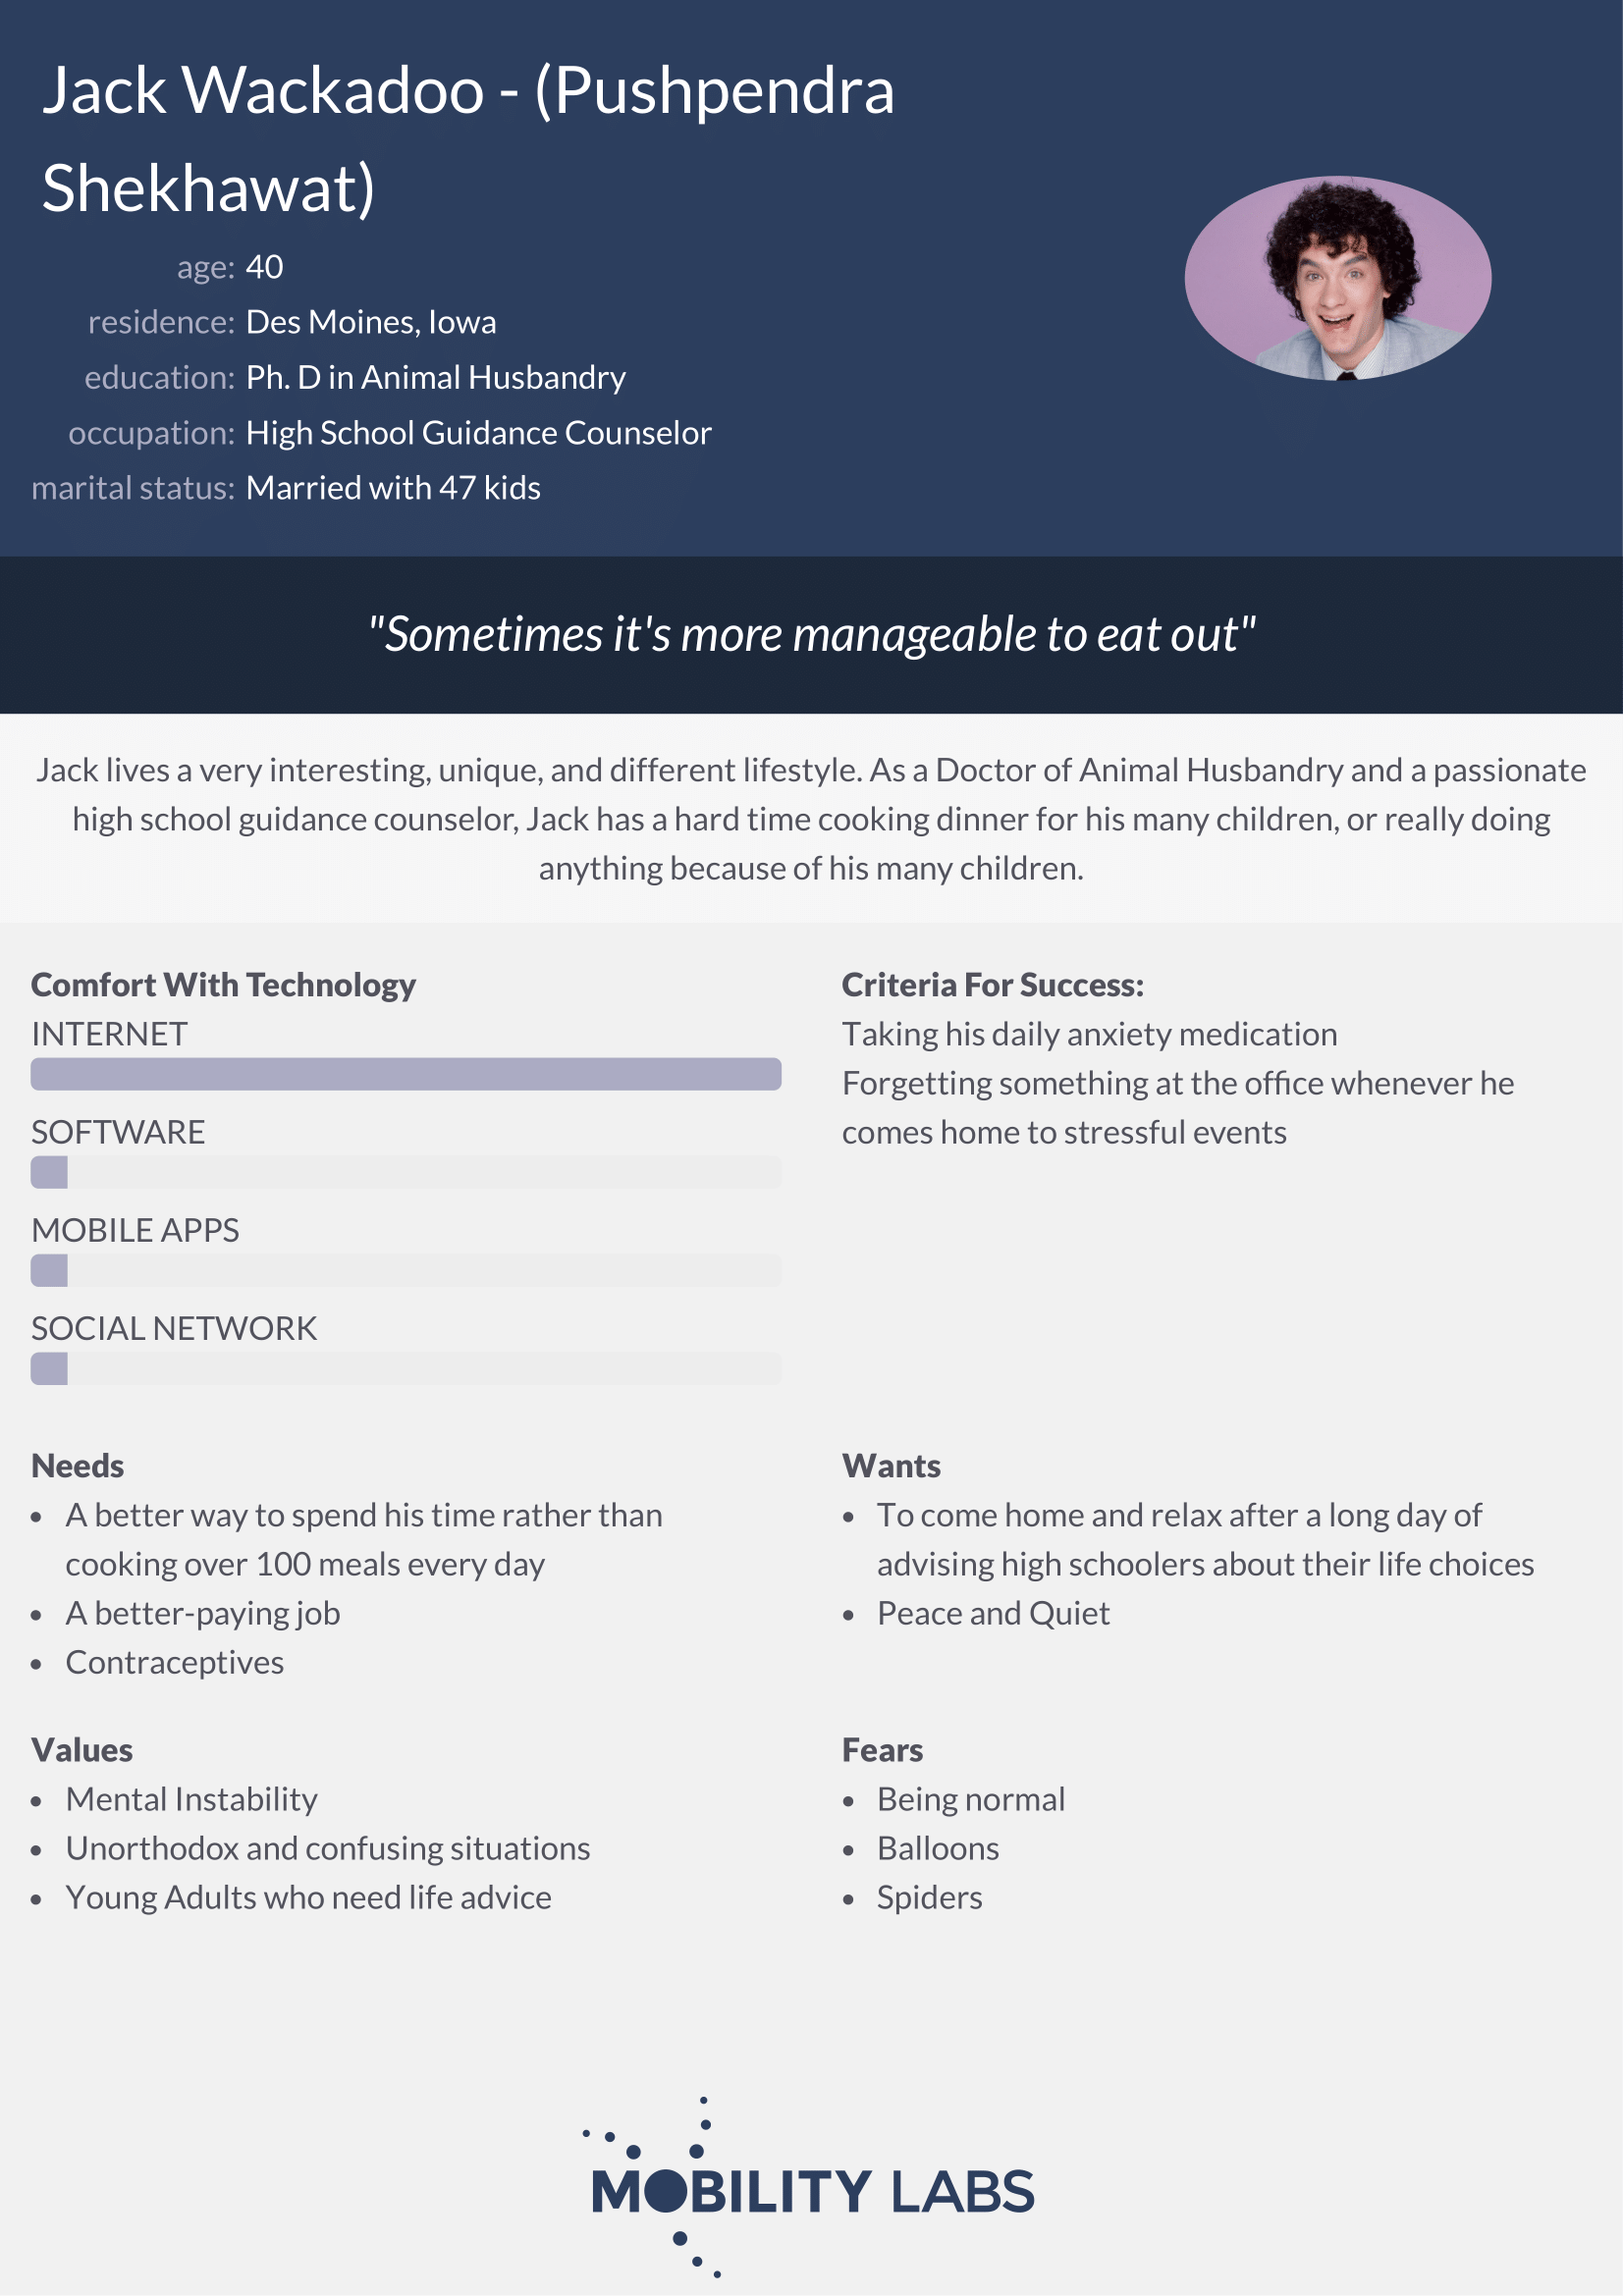 Jack Wackadoo - (Pushpendra
Shekhawat)
age: 40
residence: Des Moines, Iowa
education: Ph. D in Animal Husbandry
occupation: High School Guidance Counselor
marital status: Married with 47 kids
"Sometimes it's more manageable to eat out"
Jack lives a very interesting, unique, and different lifestyle. As a Doctor of Animal Husbandry and a passionate
high school guidance counselor, Jack has a hard time cooking dinner for his many children, or really doing
anything because of his many children.
Comfort With Technology
INTERNET
SOFTWARE
MOBILE APPS
SOCIAL NETWORK
Criteria For Success:
Taking his daily anxiety medication
Forgetting something at the office whenever he
comes home to stressful events
Needs
• A better way to spend his time rather than
cooking over 100 meals every day
• A better-paying job
• Contraceptives
Wants
• To come home and relax after a long day of
advising high schoolers about their life choices
• Peace and Quiet
Values
• Mental Instability
• Unorthodox and confusing situations
• Young Adults who need life advice
Fears
• Being normal
• Balloons
• Spiders
MOBILITY LABS